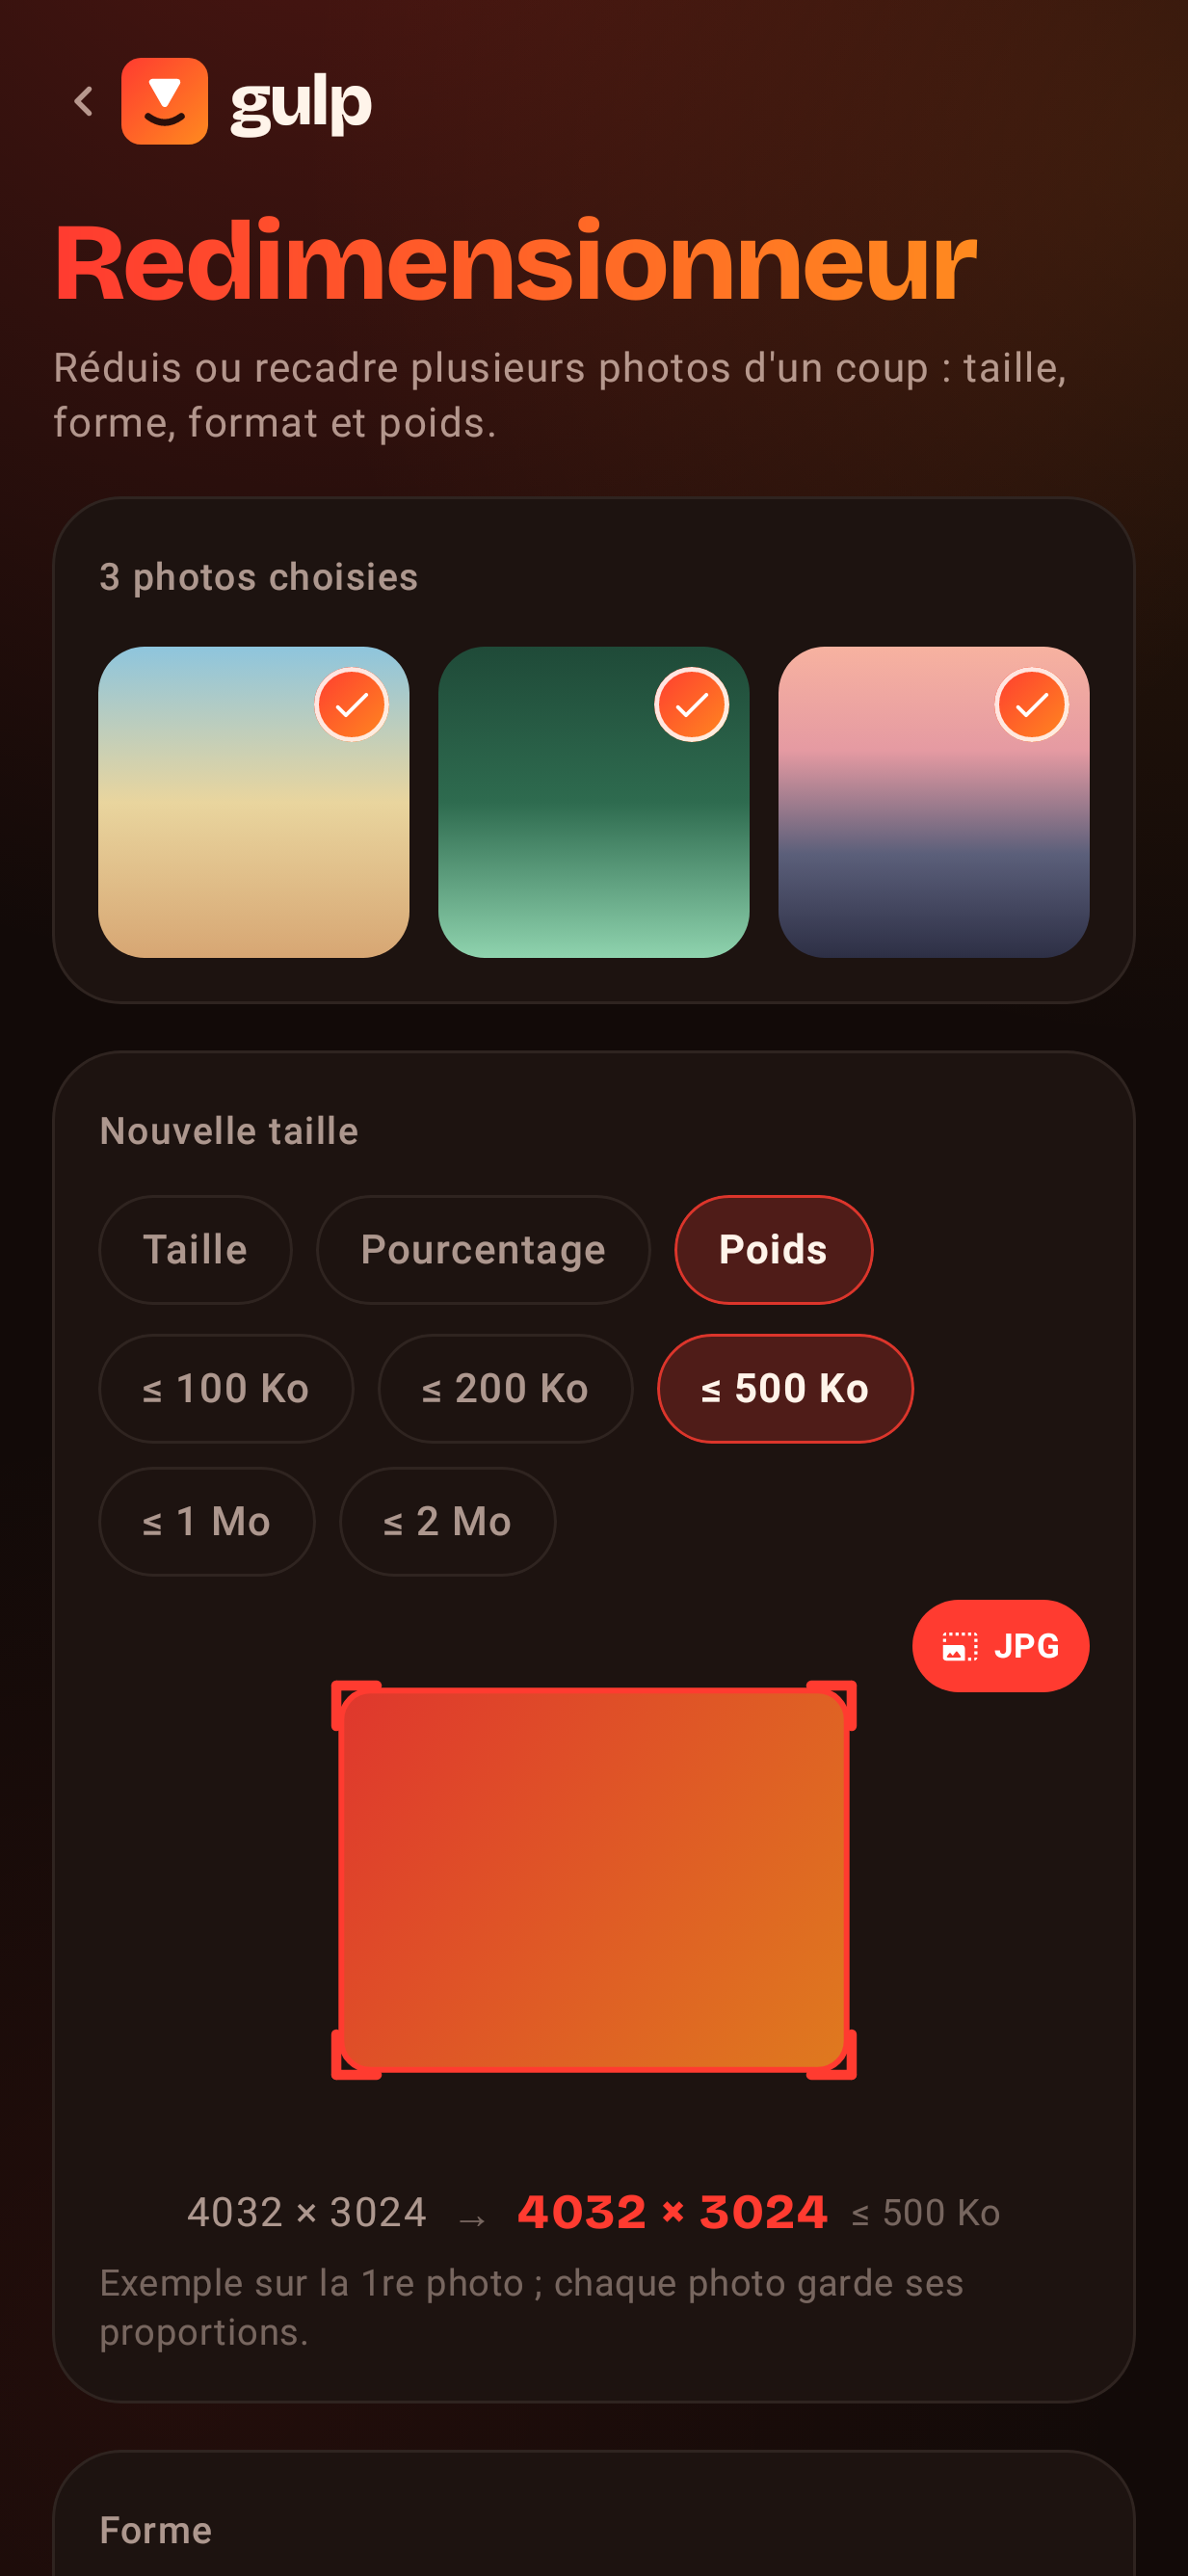 gulp
Redimensionneur
Réduis ou recadre plusieurs photos d'un coup : taille,
forme, format et poids.
3 photos choisies
Nouvelle taille
Taille
Pourcentage
Poids
≤ 100 Ko
≤ 200 Ko
≤ 500 Ko
≤ 1 Mo
≤ 2 Mo
JPG
4032 × 3024 → 4032 × 3024 ≤ 500 Ko
Exemple sur la 1re photo ; chaque photo garde ses
proportions.
Forme